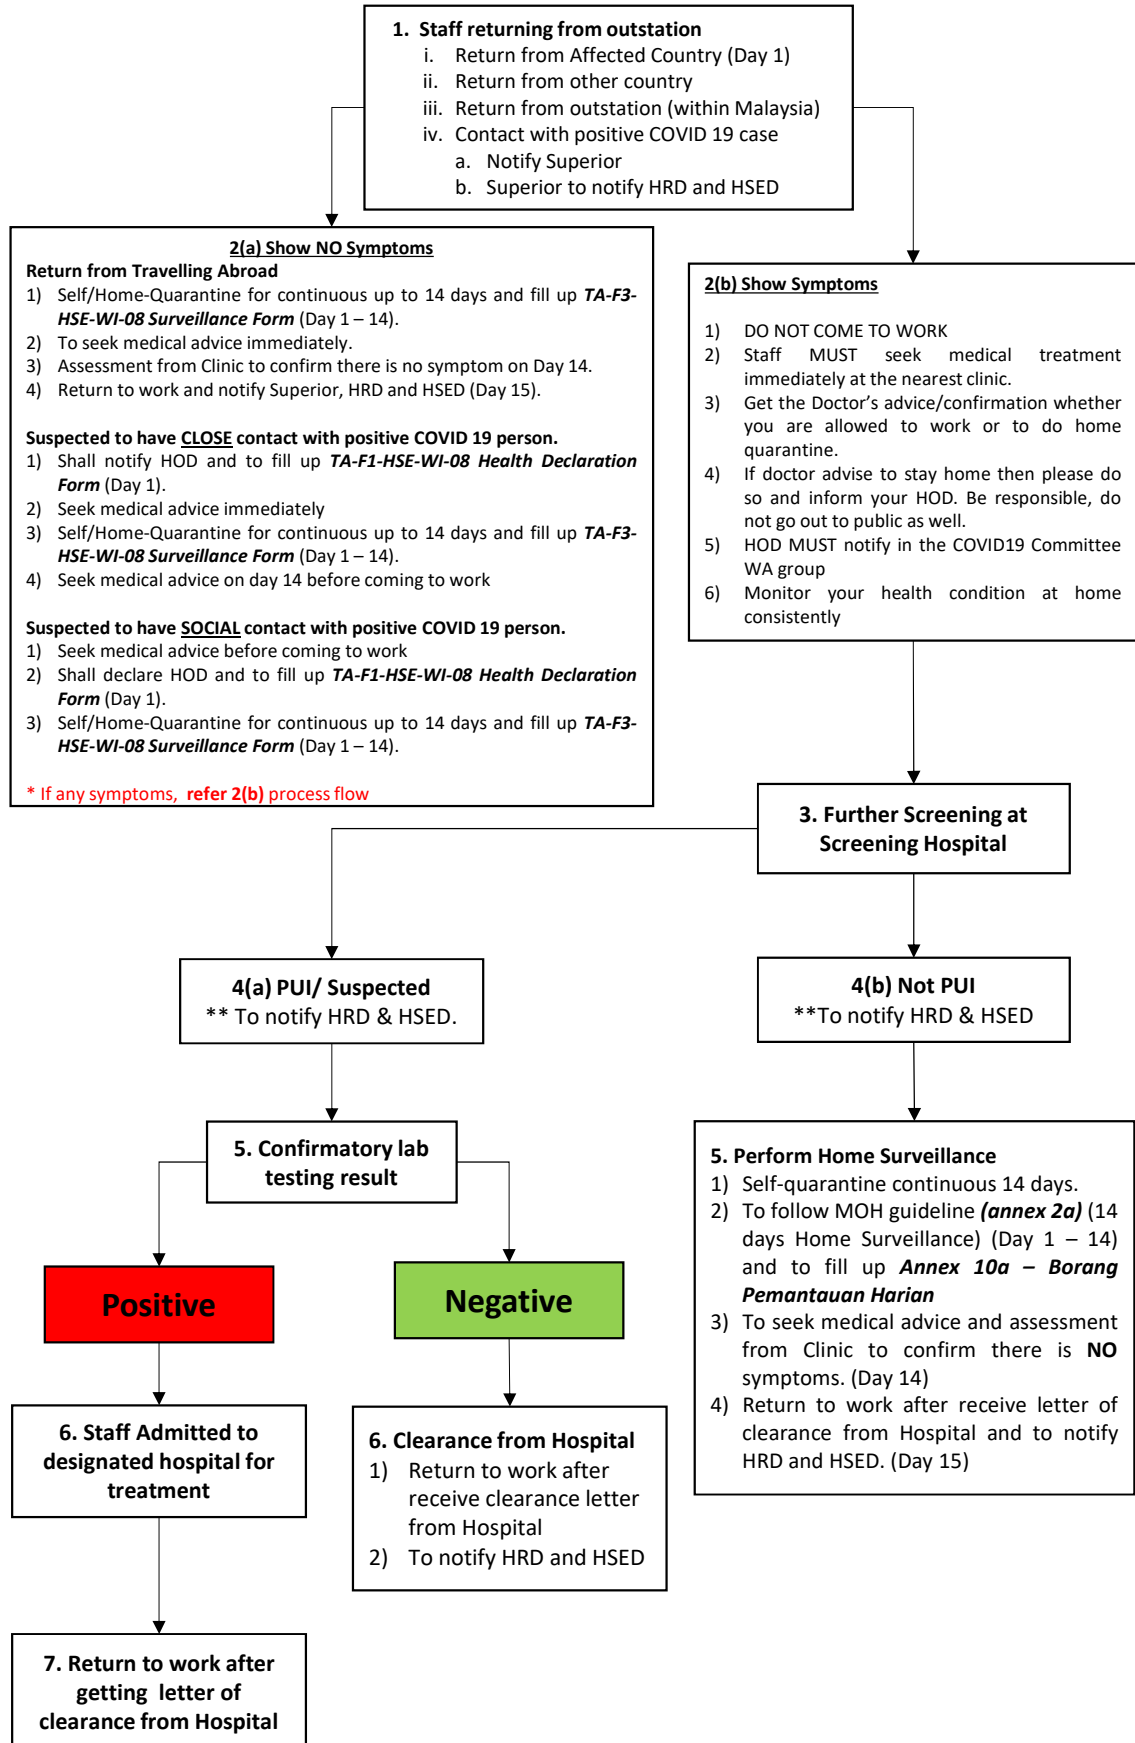 1. Staff returning from outstation
i. Return from Affected Country (Day 1)
ii. Return from other country
iii. Return from outstation (within Malaysia)
iv. Contact with positive COVID 19 case
a. Notify Superior
b. Superior to notify HRD and HSED
2(a) Show NO Symptoms
Return from Travelling Abroad
1) Self/Home-Quarantine for continuous up to 14 days and fill up TA-F3-
HSE-WI-08 Surveillance Form (Day 1 – 14).
2) To seek medical advice immediately.
3) Assessment from Clinic to confirm there is no symptom on Day 14.
4) Return to work and notify Superior, HRD and HSED (Day 15).
Suspected to have CLOSE contact with positive COVID 19 person.
1) Shall notify HOD and to fill up TA-F1-HSE-WI-08 Health Declaration
Form (Day 1).
2) Seek medical advice immediately
3) Self/Home-Quarantine for continuous up to 14 days and fill up TA-F3-
HSE-WI-08 Surveillance Form (Day 1 – 14).
4) Seek medical advice on day 14 before coming to work
Suspected to have SOCIAL contact with positive COVID 19 person.
1) Seek medical advice before coming to work
2) Shall declare HOD and to fill up TA-F1-HSE-WI-08 Health Declaration
Form (Day 1).
3) Self/Home-Quarantine for continuous up to 14 days and fill up TA-F3-
HSE-WI-08 Surveillance Form (Day 1 – 14).
* If any symptoms, refer 2(b) process flow
2(b) Show Symptoms
1) DO NOT COME TO WORK
2) Staff MUST seek medical treatment
immediately at the nearest clinic.
3) Get the Doctor's advice/confirmation whether
you are allowed to work or to do home
quarantine.
4) If doctor advise to stay home then please do
so and inform your HOD. Be responsible, do
not go out to public as well.
5) HOD MUST notify in the COVID19 Committee
WA group
6) Monitor your health condition at home
consistently
3. Further Screening at
Screening Hospital
4(a) PUI/ Suspected
** To notify HRD & HSED.
4(b) Not PUI
**To notify HRD & HSED
5. Confirmatory lab
testing result
Positive
Negative
5. Perform Home Surveillance
1) Self-quarantine continuous 14 days.
2) To follow MOH guideline (annex 2a) (14
days Home Surveillance) (Day 1 – 14)
and to fill up Annex 10a – Borang
Pemantauan Harian
3) To seek medical advice and assessment
from Clinic to confirm there is NO
symptoms. (Day 14)
4) Return to work after receive letter of
clearance from Hospital and to notify
HRD and HSED. (Day 15)
6. Staff Admitted to
designated hospital for
treatment
6. Clearance from Hospital
1) Return to work after
receive clearance letter
from Hospital
2) To notify HRD and HSED
7. Return to work after
getting letter of
clearance from Hospital